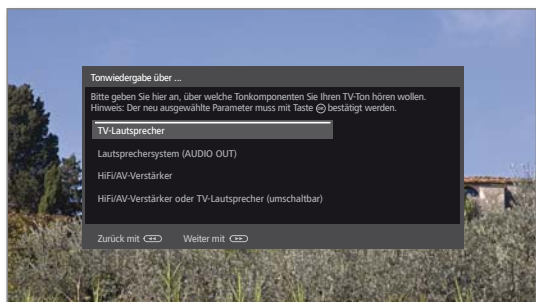 Tonwiedergabe über ...
Bitte geben Sie hier an, über welche Tonkomponenten Sie Ihren TV-Ton hören wollen.
Hinweis: Der neu ausgewählte Parameter muss mit Taste OK bestätigt werden.
TV-Lautsprecher
Lautsprechersystem (AUDIO OUT)
HiFi/AV-Verstärker
HiFi/AV-Verstärker oder TV-Lautsprecher (umschaltbar)
Zurück mit Weiter mit